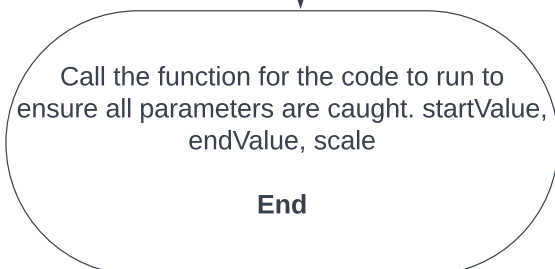 Call the function for the code to run to
ensure all parameters are caught. startValue,
endValue, scale
End